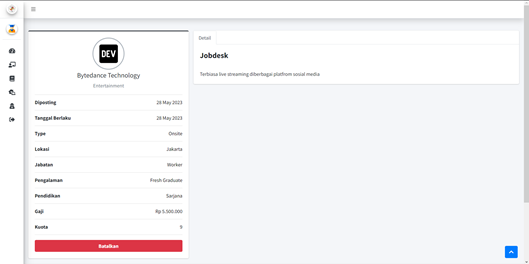 DEV
Bytedance Technology
Entertainment
Diposting 28 May 2023
Tanggal Berlaku 28 May 2023
Type Onsite
Lokasi Jakarta
Jabatan Worker
Pengalaman Fresh Graduate
Pendidikan Sarjana
Gaji Rp 5.500.000
Kuota 9
Batalkan
Detail
Jobdesk
Terbiasa live streaming diberbagai platfrom sosial media